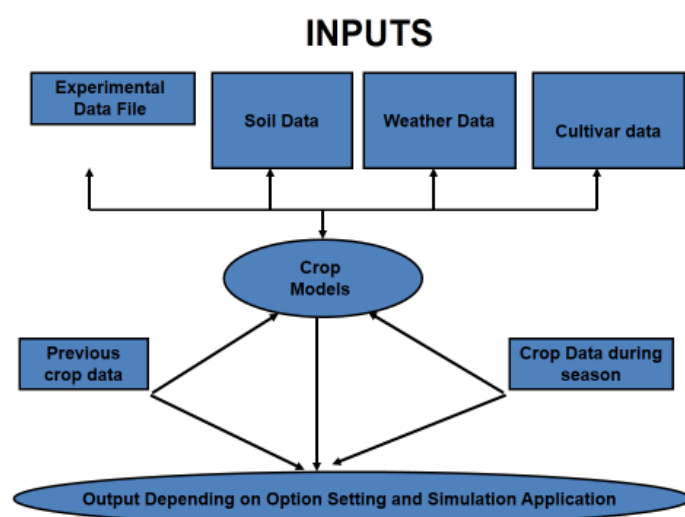 INPUTS
Experimental
Data File
Soil Data
Weather Data
Cultivar data
Crop
Models
Previous
crop data
Crop Data during
season
Output Depending on Option Setting and Simulation Application